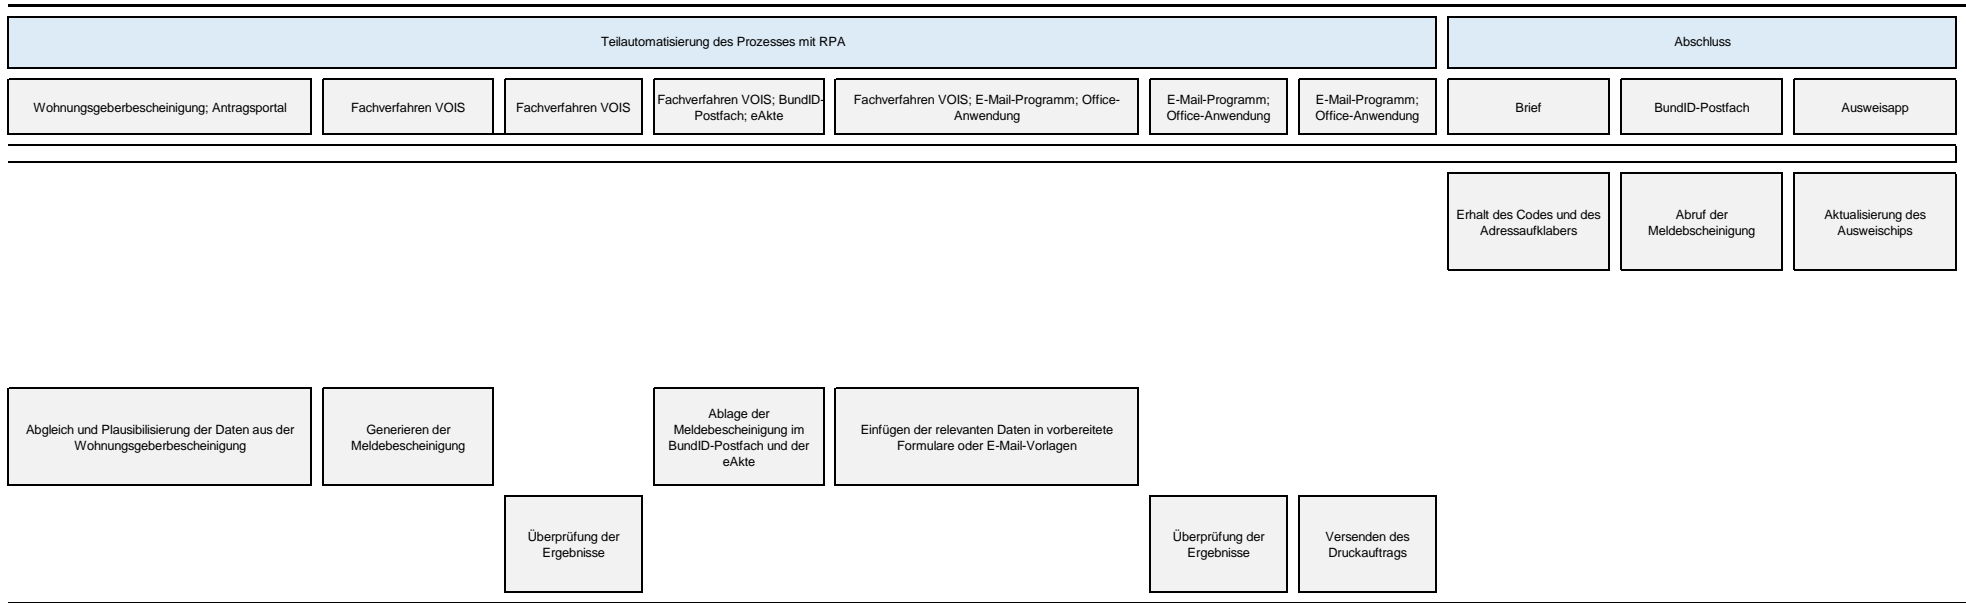 Teilautomatisierung des Prozesses mit RPA
Abschluss
Wohnungsgeberbescheinigung; Antragsportal
Fachverfahren VOIS
Fachverfahren VOIS
Fachverfahren VOIS; BundID-
Postfach; eAkte
Fachverfahren VOIS; E-Mail-Programm; Office-
Anwendung
E-Mail-Programm;
Office-Anwendung
E-Mail-Programm;
Office-Anwendung
Brief
BundID-Postfach
Ausweisapp
Erhalt des Codes und des
Adressaufklabers
Abruf der
Meldebscheinigung
Aktualisierung des
Ausweischips
Abgleich und Plausibilisierung der Daten aus der
Wohnungsgeberbescheinigung
Generieren der
Meldebescheinigung
Ablage der
Meldebescheinigung im
BundID-Postfach und der
eAkte
Einfügen der relevanten Daten in vorbereitete
Formulare oder E-Mail-Vorlagen
Überprüfung der
Ergebnisse
Überprüfung der
Ergebnisse
Versenden des
Druckauftrags